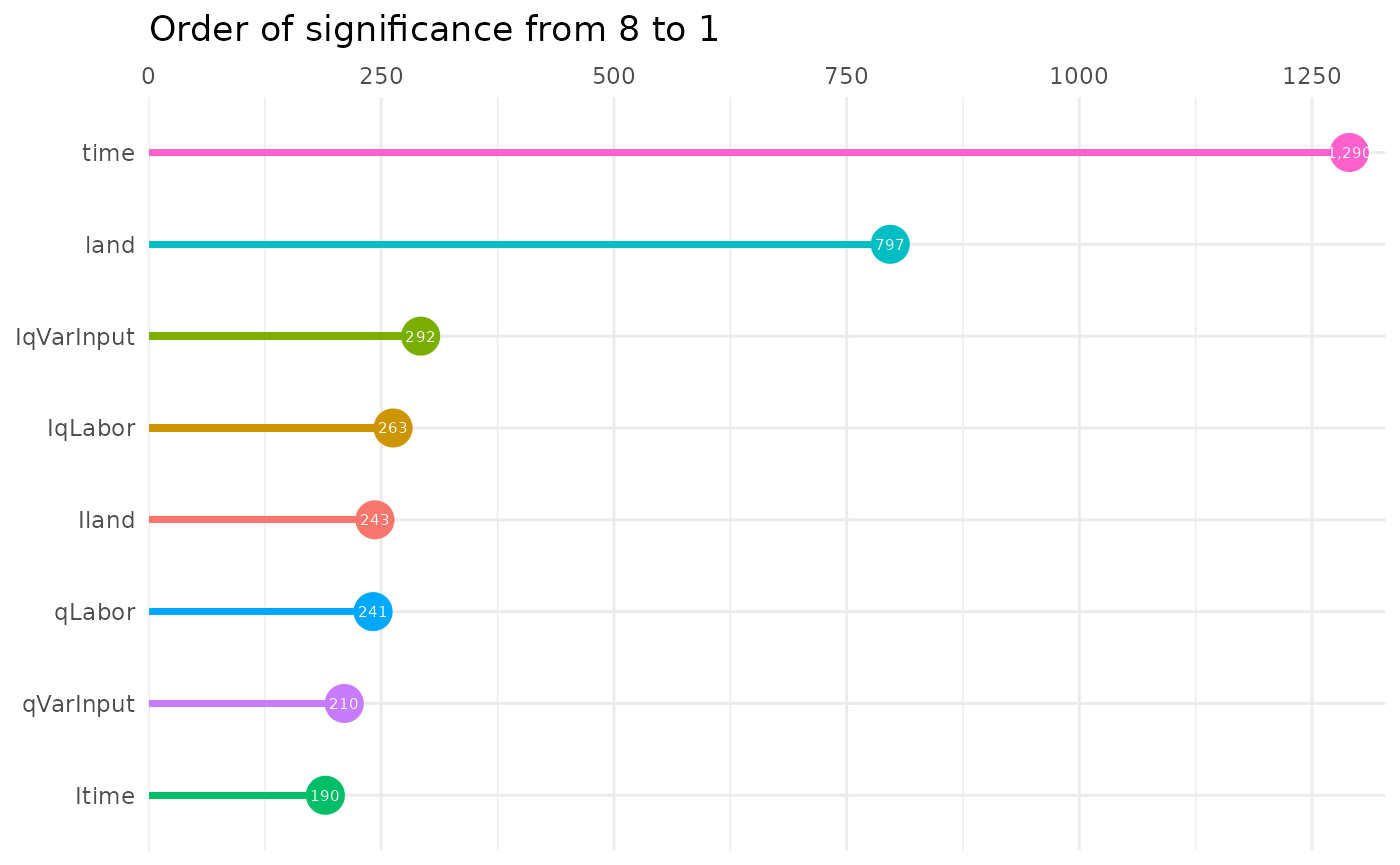 Order of significance from 8 to 1
0 250 500 750 1000 1250
time 1,290
land 797
lqVarInput 292
lqLabor 263
lland 243
qLabor 241
qVarInput 210
ltime 190